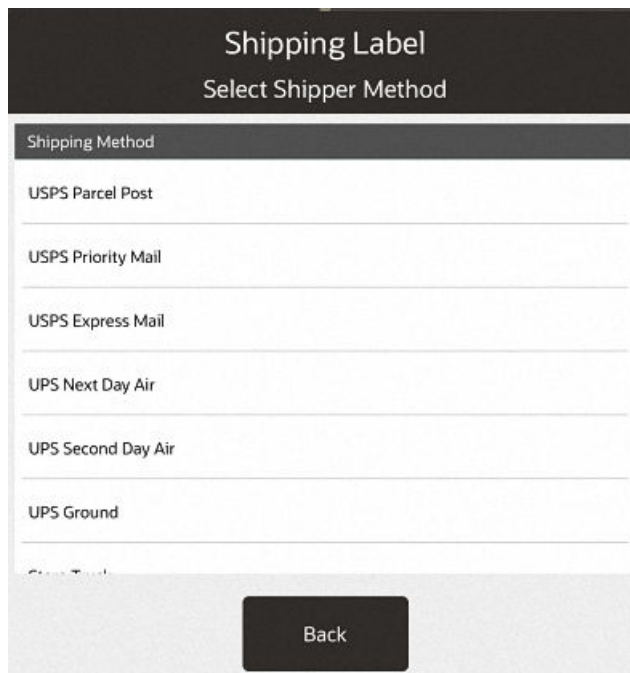 Shipping Label
Select Shipper Method
Shipping Method
USPS Parcel Post
USPS Priority Mail
USPS Express Mail
UPS Next Day Air
UPS Second Day Air
UPS Ground
Back